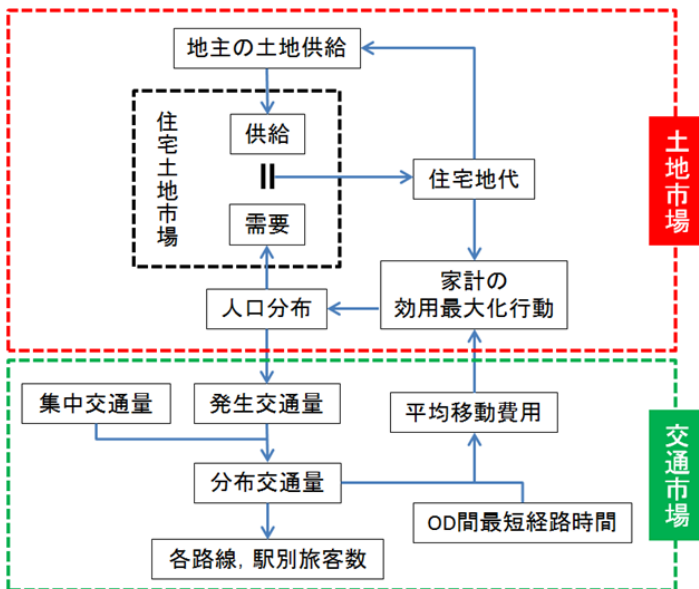 地主の土地供給
住宅土地市場
供給
住宅地代
需要
土地市場
家計の
効用最大化行動
人口分布
集中交通量
発生交通量
平均移動費用
交通市場
分布交通量
OD間最短経路時間
各路線, 駅別旅客数